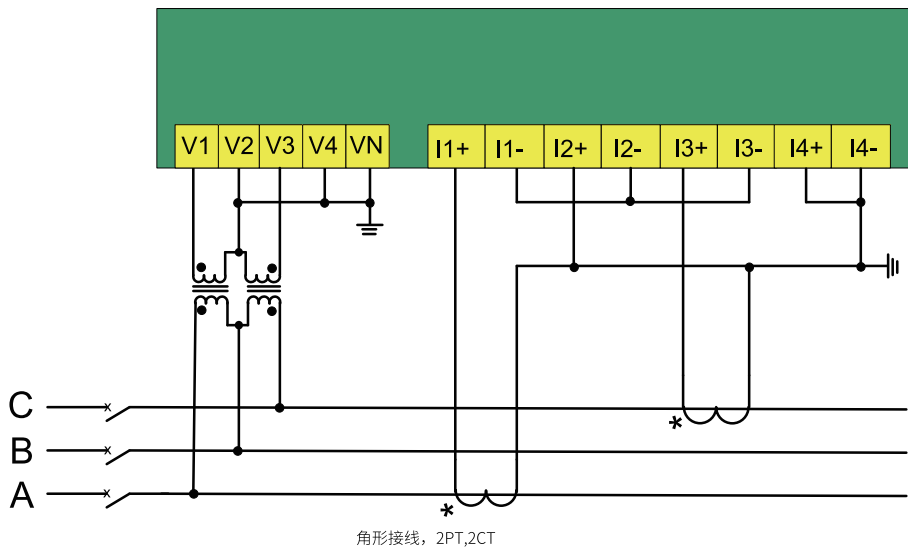 V1 V2 V3 V4 VN I1+ I1- I2+ I2- I3+ I3- I4+ I4-
C
*
B
A
*
角形接线，2PT,2CT